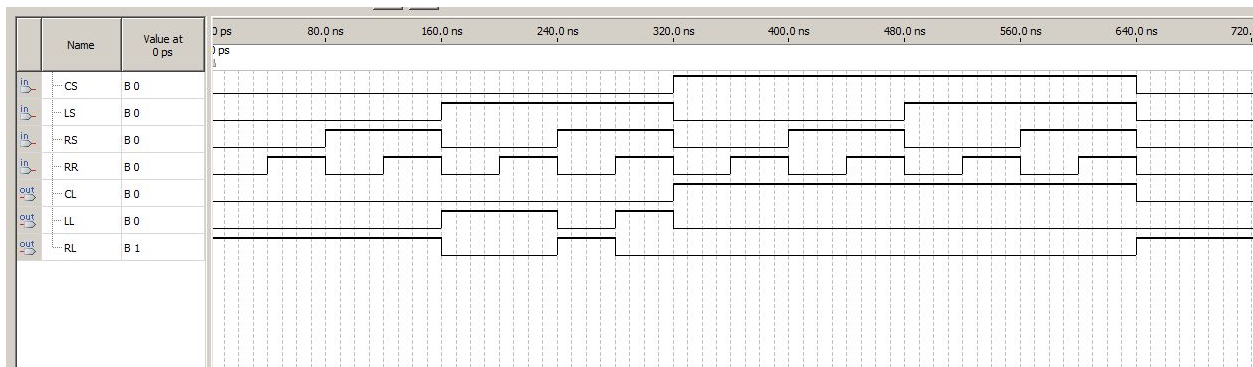 Name
Value at
0 ps
0 ps 80.0 ns 160.0 ns 240.0 ns 320.0 ns 400.0 ns 480.0 ns 560.0 ns 640.0 ns 720.
0 ps
in CS B 0
in LS B 0
in RS B 0
in RR B 0
out CL B 0
out LL B 0
out RL B 1